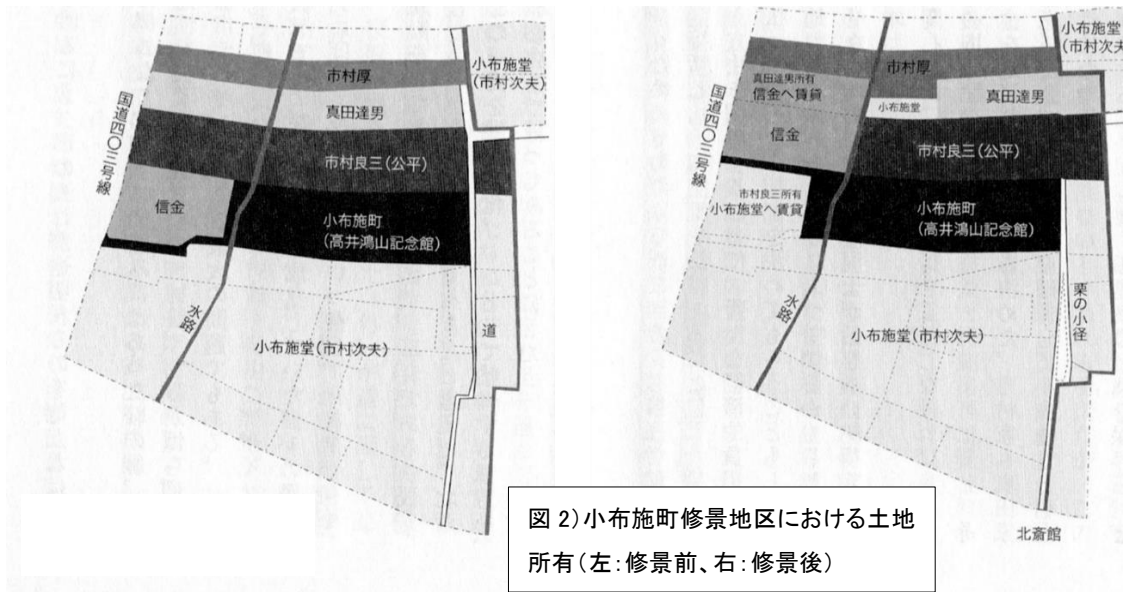 小布施堂
(市村次夫)
市村厚
真田達男
国道四〇三号線
市村良三(公平)
信金
小布施町
(高井鴻山記念館)
水路
道
小布施堂(市村次夫)
小布施堂
(市村次夫)
市村厚
真田達男所有
信金へ賃貸
真田達男
小布施堂
国道四〇三号線
信金
市村良三(公平)
市村良三所有
小布施堂へ賃貸
小布施町
(高井鴻山記念館)
栗の小径
水路
小布施堂(市村次夫)
北斎館
図 2)小布施町修景地区における土地
所有(左:修景前、右:修景後)